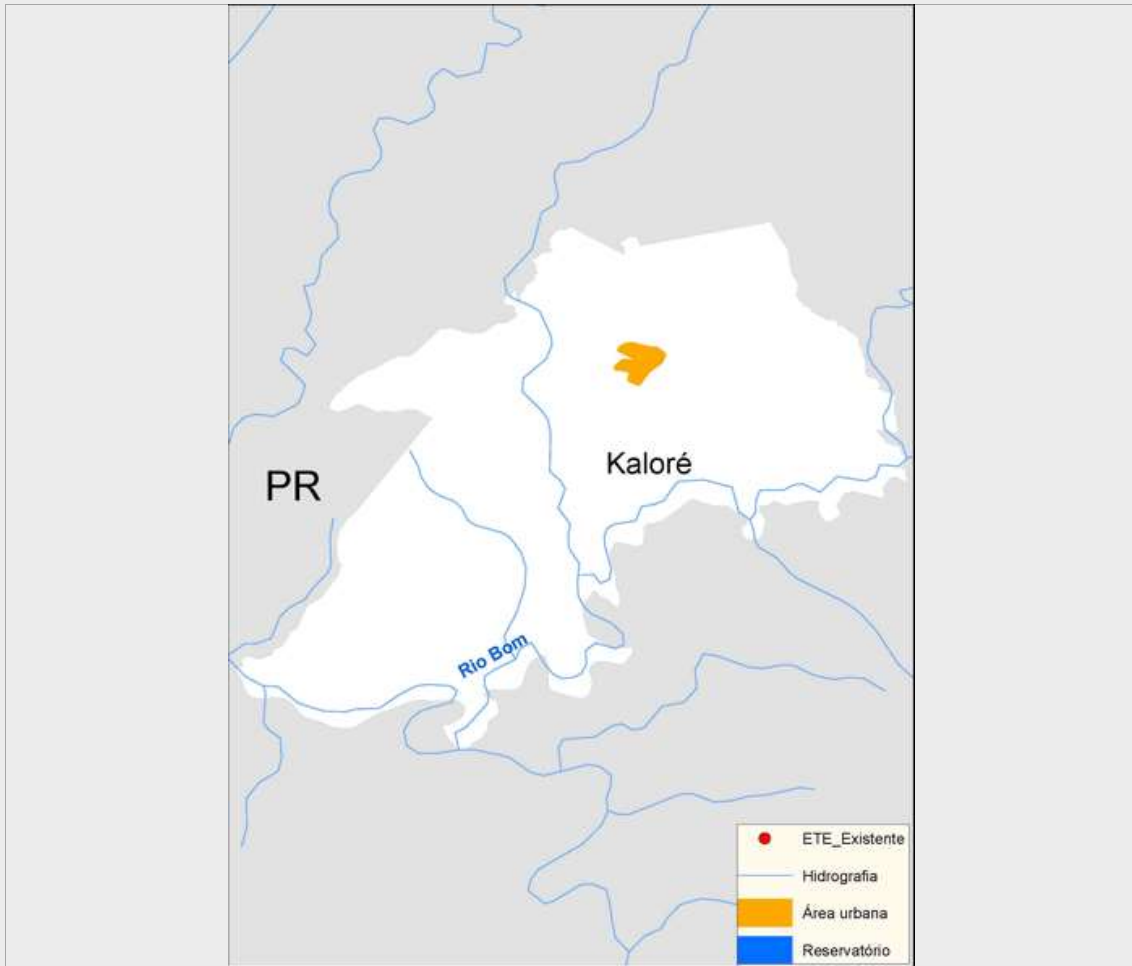 Kaloré
PR
Rio Bom
ETE_Existente
Hidrografia
Área urbana
Reservatório